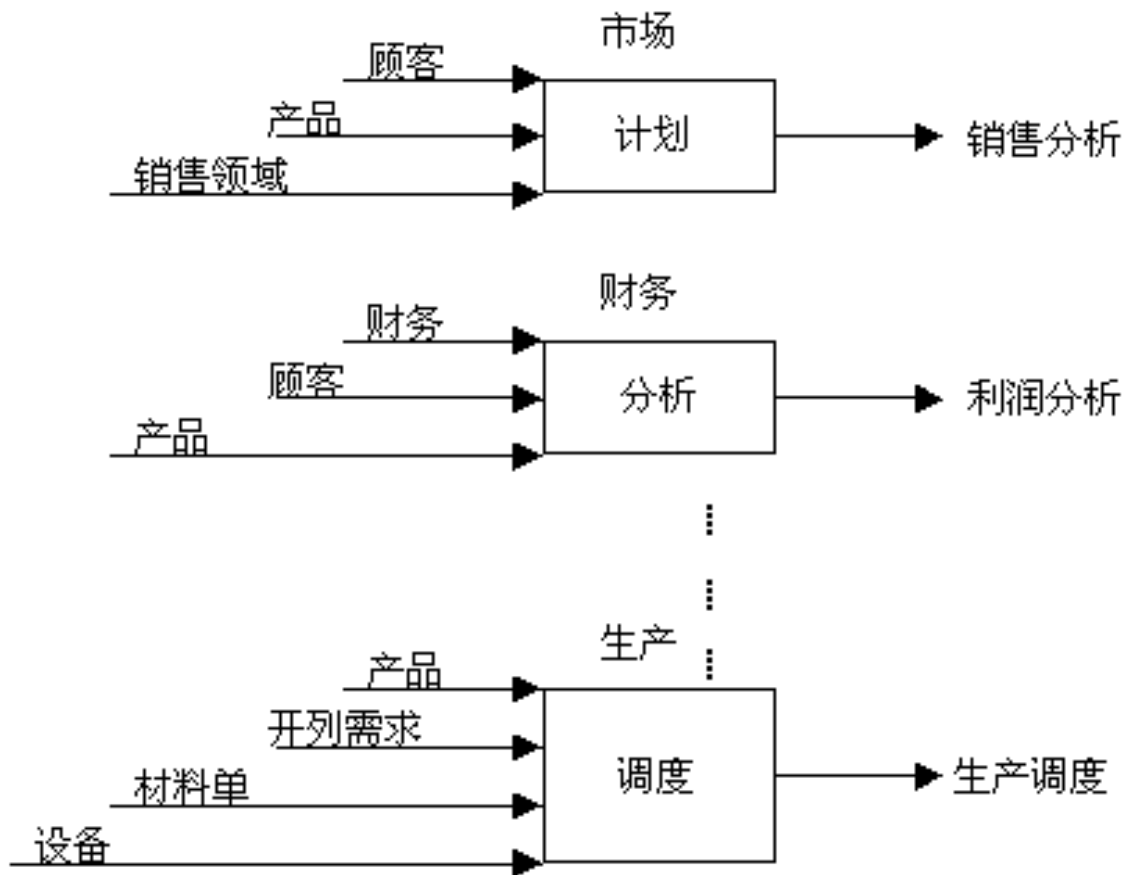 市场
顾客
产品
计划
销售分析
销售领域
财务
财务
顾客
分析
利润分析
产品
生产
产品
开列需求
调度
生产调度
材料单
设备